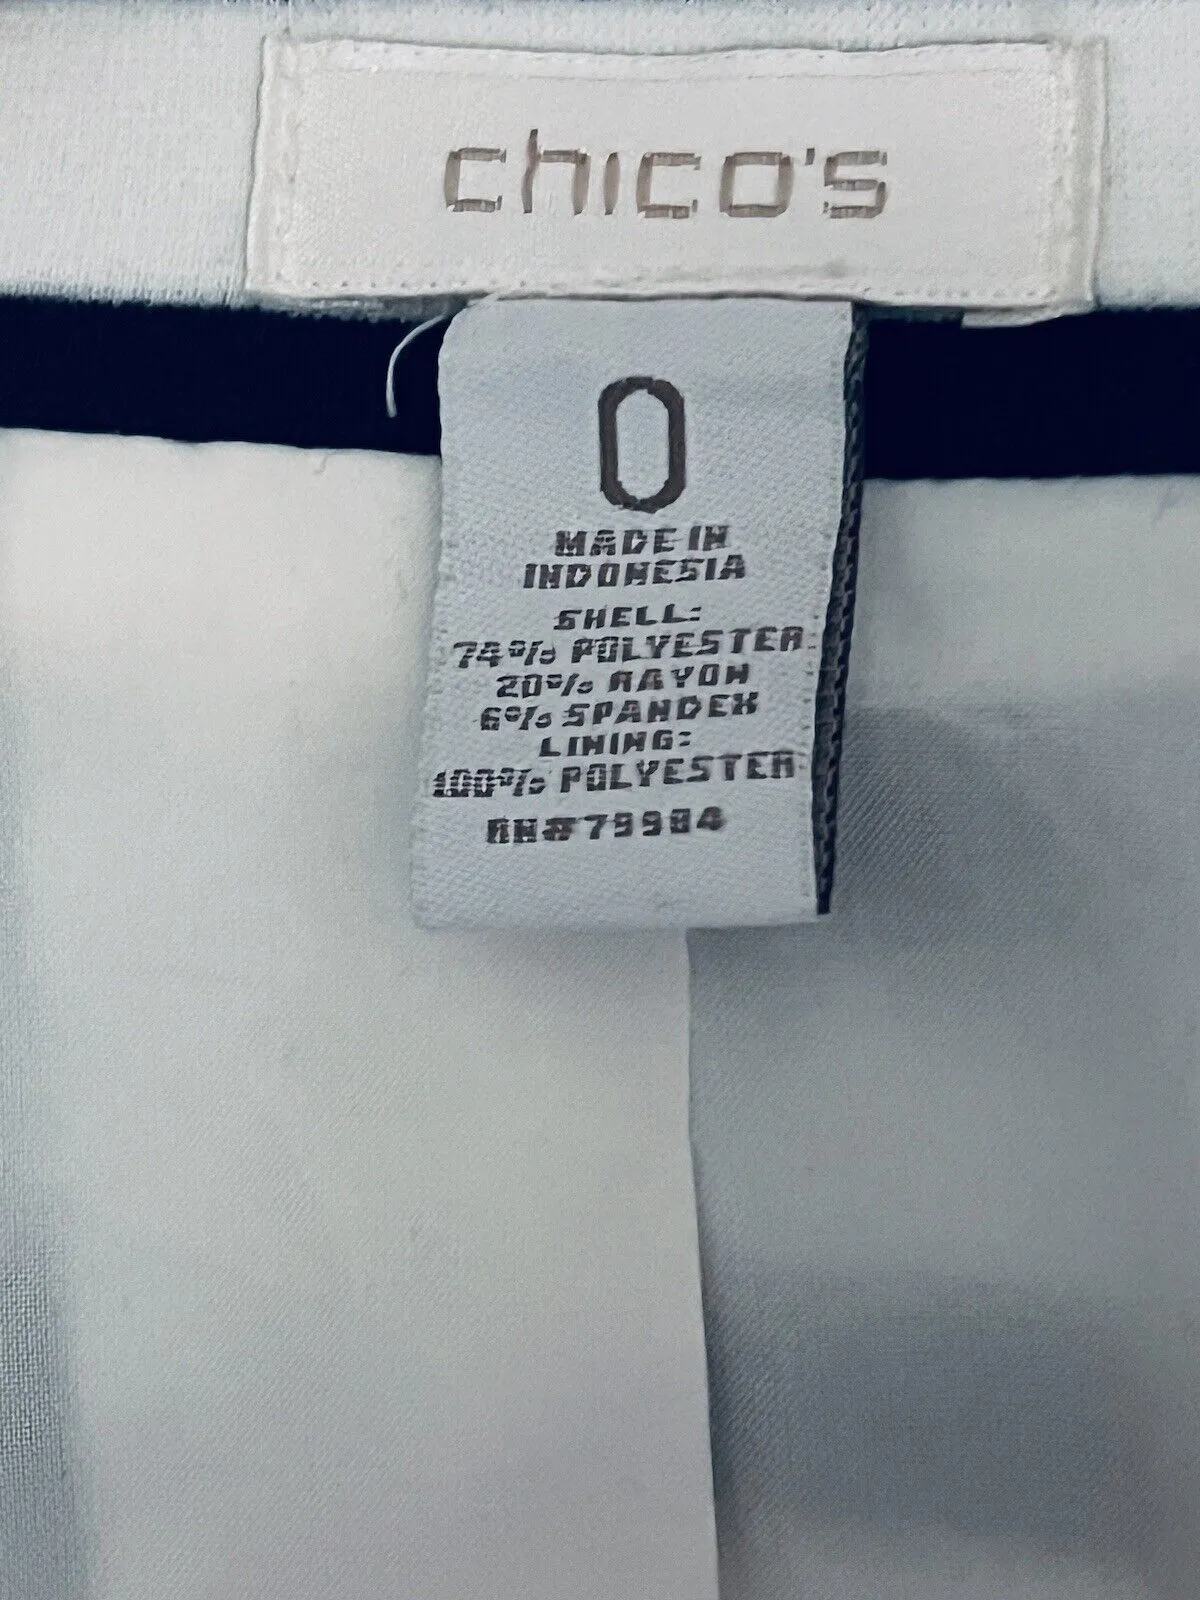 chico's
0
MADE IN
INDONESIA
SHELL:
74% POLYESTER
20% RAYON
6% SPANDEX
LINING:
100% POLYESTER
RN#79984